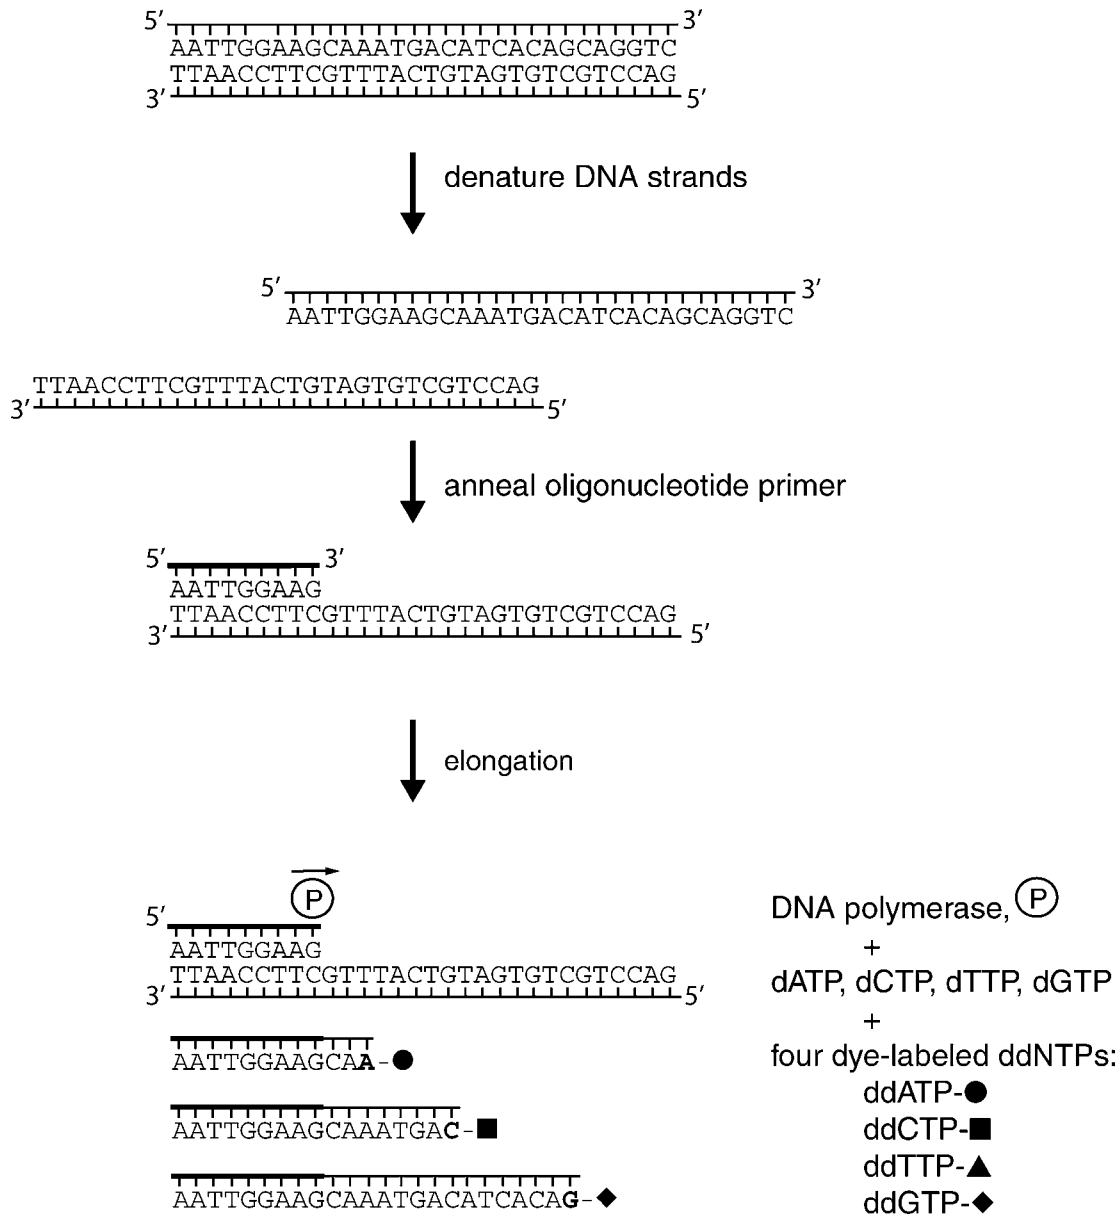 5′ 3′
AATTGGAAGCAAATGACATCACAGCAGGTC
TTAACCTTCGTTTACTGTAGTGTCGTCCAG
3′ 5′
denature DNA strands
5′ 3′
AATTGGAAGCAAATGACATCACAGCAGGTC
TTAACCTTCGTTTACTGTAGTGTCGTCCAG
3′ 5′
anneal oligonucleotide primer
5′ 3′
AATTGGAAG
TTAACCTTCGTTTACTGTAGTGTCGTCCAG
3′ 5′
elongation
P
5′
AATTGGAAG
TTAACCTTCGTTTACTGTAGTGTCGTCCAG
3′ 5′
AATTGGAAGCAA-
AATTGGAAGCAAATGAC-
AATTGGAAGCAAATGACATCACAG-
DNA polymerase, P
+
dATP, dCTP, dTTP, dGTP
+
four dye-labeled ddNTPs:
ddATP-
ddCTP-
ddTTP-
ddGTP-